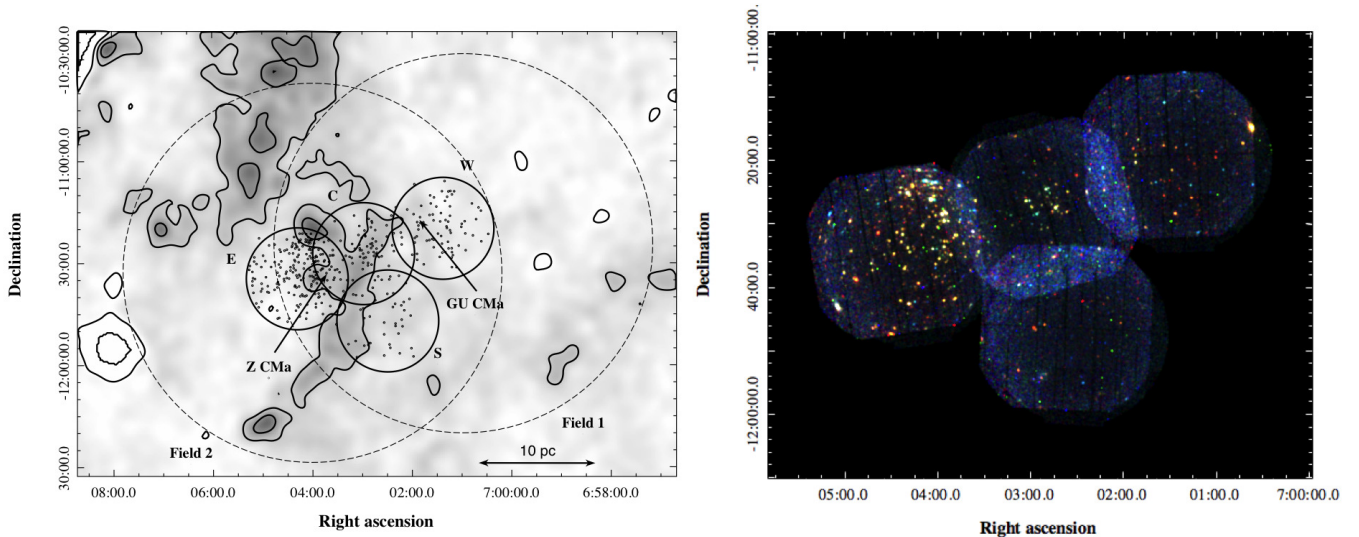 -10:30:00.0
-11:00:00.0
30:00.0
-12:00:00.0
30:00.0
Declination
W
C
E
GU CMa
Z CMa
S
Field 1
Field 2
10 pc
08:00.0 06:00.0 04:00.0 02:00.0 7:00:00.0 6:58:00.0
Right ascension
-11:00:00.0
20:00.0
40:00.0
-12:00:00.0
Declination
05:00.0 04:00.0 03:00.0 02:00.0 01:00.0 7:00:00.0
Right ascension